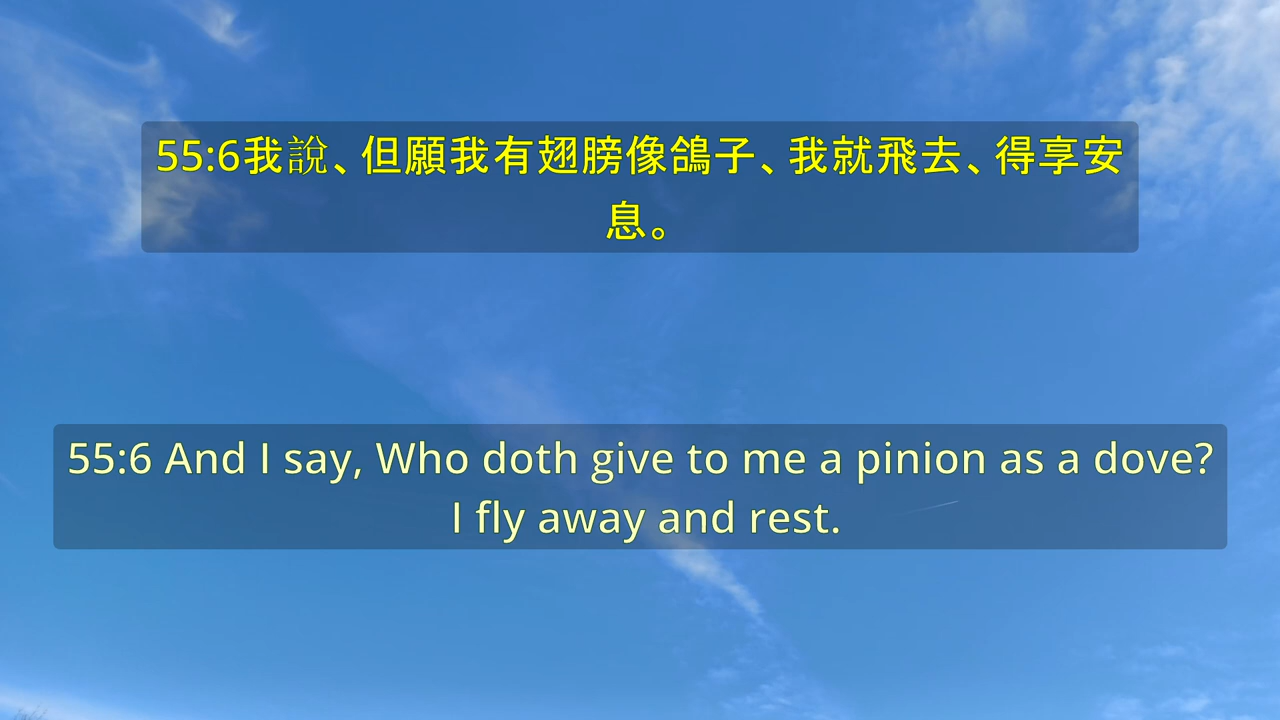 55:6我說、但願我有翅膀像鴿子、我就飛去、得享安
息。
55:6 And I say, Who doth give to me a pinion as a dove?
I fly away and rest.